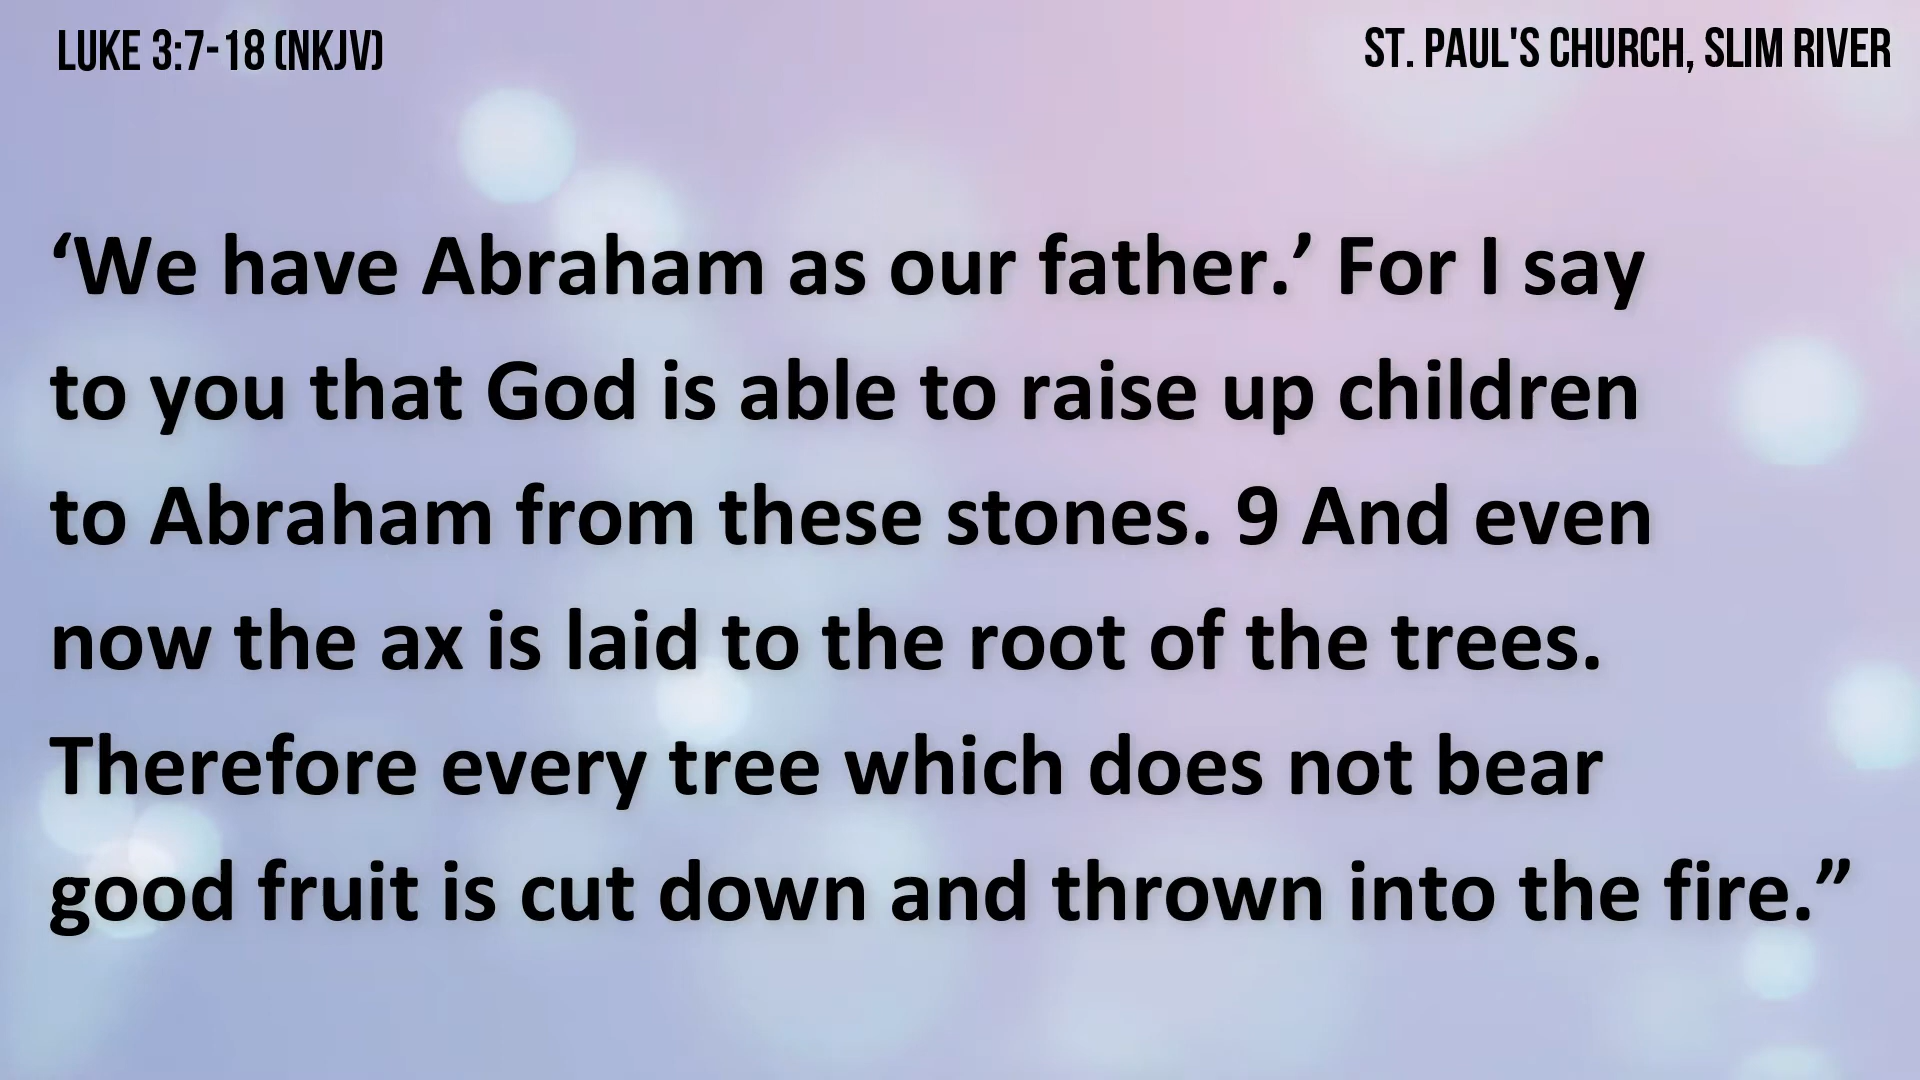 LUKE 3:7-18 (NKJV)
ST. PAUL'S CHURCH, SLIM RIVER
‘We have Abraham as our father.’ For I say
to you that God is able to raise up children
to Abraham from these stones. 9 And even
now the ax is laid to the root of the trees.
Therefore every tree which does not bear
good fruit is cut down and thrown into the fire.”